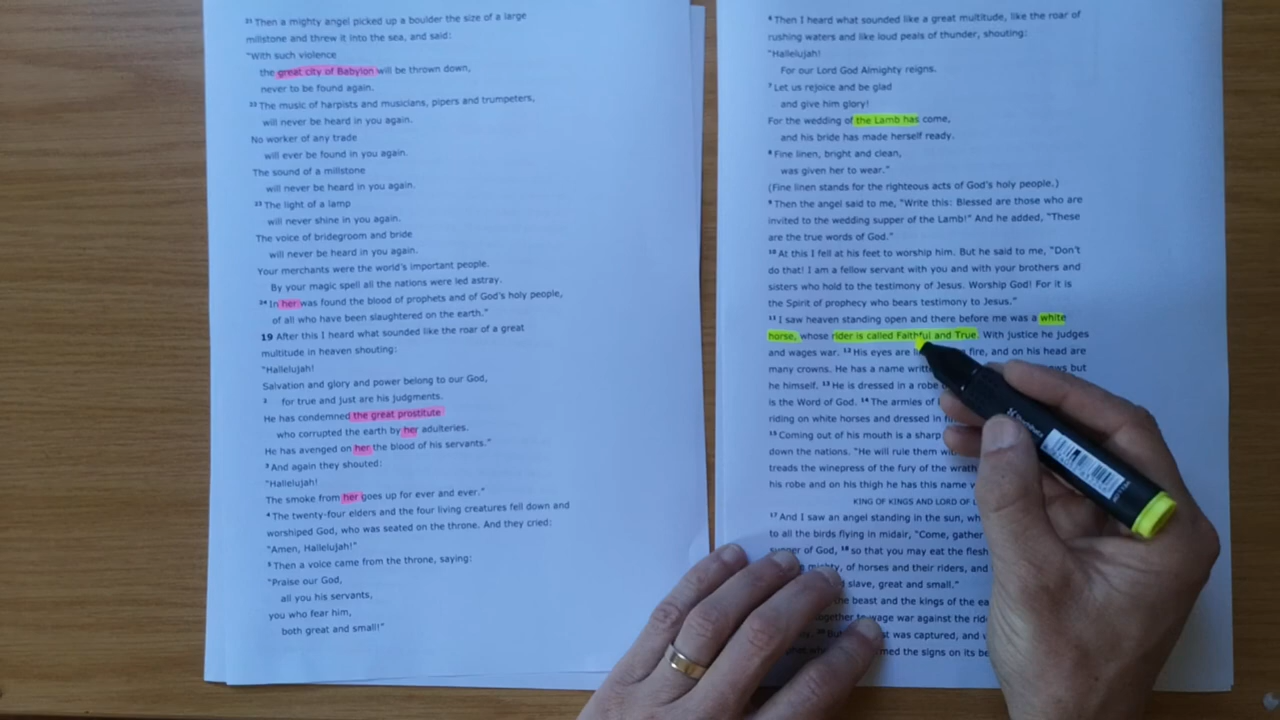 21 Then a mighty angel picked up a boulder the size of a large
millstone and threw it into the sea, and said:
"With such violence
the great city of Babylon will be thrown down,
never to be found again.
22 The music of harpists and musicians, pipers and trumpeters,
will never be heard in you again.
No worker of any trade
will ever be found in you again.
The sound of a millstone
will never be heard in you again.
23 The light of a lamp
will never shine in you again.
The voice of bridegroom and bride
will never be heard in you again.
Your merchants were the world's important people.
By your magic spell all the nations were led astray.
24 In her was found the blood of prophets and of God's holy people,
of all who have been slaughtered on the earth."
19 After this I heard what sounded like the roar of a great
multitude in heaven shouting:
"Hallelujah!
Salvation and glory and power belong to our God,
2 for true and just are his judgments.
He has condemned the great prostitute
who corrupted the earth by her adulteries.
He has avenged on her the blood of his servants."
3 And again they shouted:
"Hallelujah!
The smoke from her goes up for ever and ever."
4 The twenty-four elders and the four living creatures fell down and
worshiped God, who was seated on the throne. And they cried:
"Amen, Hallelujah!"
5 Then a voice came from the throne, saying:
"Praise our God,
all you his servants,
you who fear him,
both great and small!"
6 Then I heard what sounded like a great multitude, like the roar of
rushing waters and like loud peals of thunder, shouting:
"Hallelujah!
For our Lord God Almighty reigns.
7 Let us rejoice and be glad
and give him glory!
For the wedding of the Lamb has come,
and his bride has made herself ready.
8 Fine linen, bright and clean,
was given her to wear."
(Fine linen stands for the righteous acts of God's holy people.)
9 Then the angel said to me, "Write this: Blessed are those who are
invited to the wedding supper of the Lamb!" And he added, "These
are the true words of God."
10 At this I fell at his feet to worship him. But he said to me, "Don't
do that! I am a fellow servant with you and with your brothers and
sisters who hold to the testimony of Jesus. Worship God! For it is
the Spirit of prophecy who bears testimony to Jesus."
11 I saw heaven standing open and there before me was a white
horse, whose rider is called Faithful and True. With justice he judges
and wages war. 12 His eyes are fire, and on his head are
many crowns. He has a name but
he himself. 13 He is dressed in a robe
is the Word of God. 14 The armies of
riding on white horses and dressed in
15 Coming out of his mouth is a sharp
down the nations. "He will rule them
treads the winepress of the fury of the wrath
his robe and on his thigh he has this name
KING OF KINGS AND LORD OF
17 And I saw an angel standing in the sun,
to all the birds flying in midair, "Come, gather
of God, 18 so that you may eat the flesh
mighty, of horses and their riders, and
slave, great and small."
the beast and the kings of the
to wage war against the
was captured, and
the signs on its